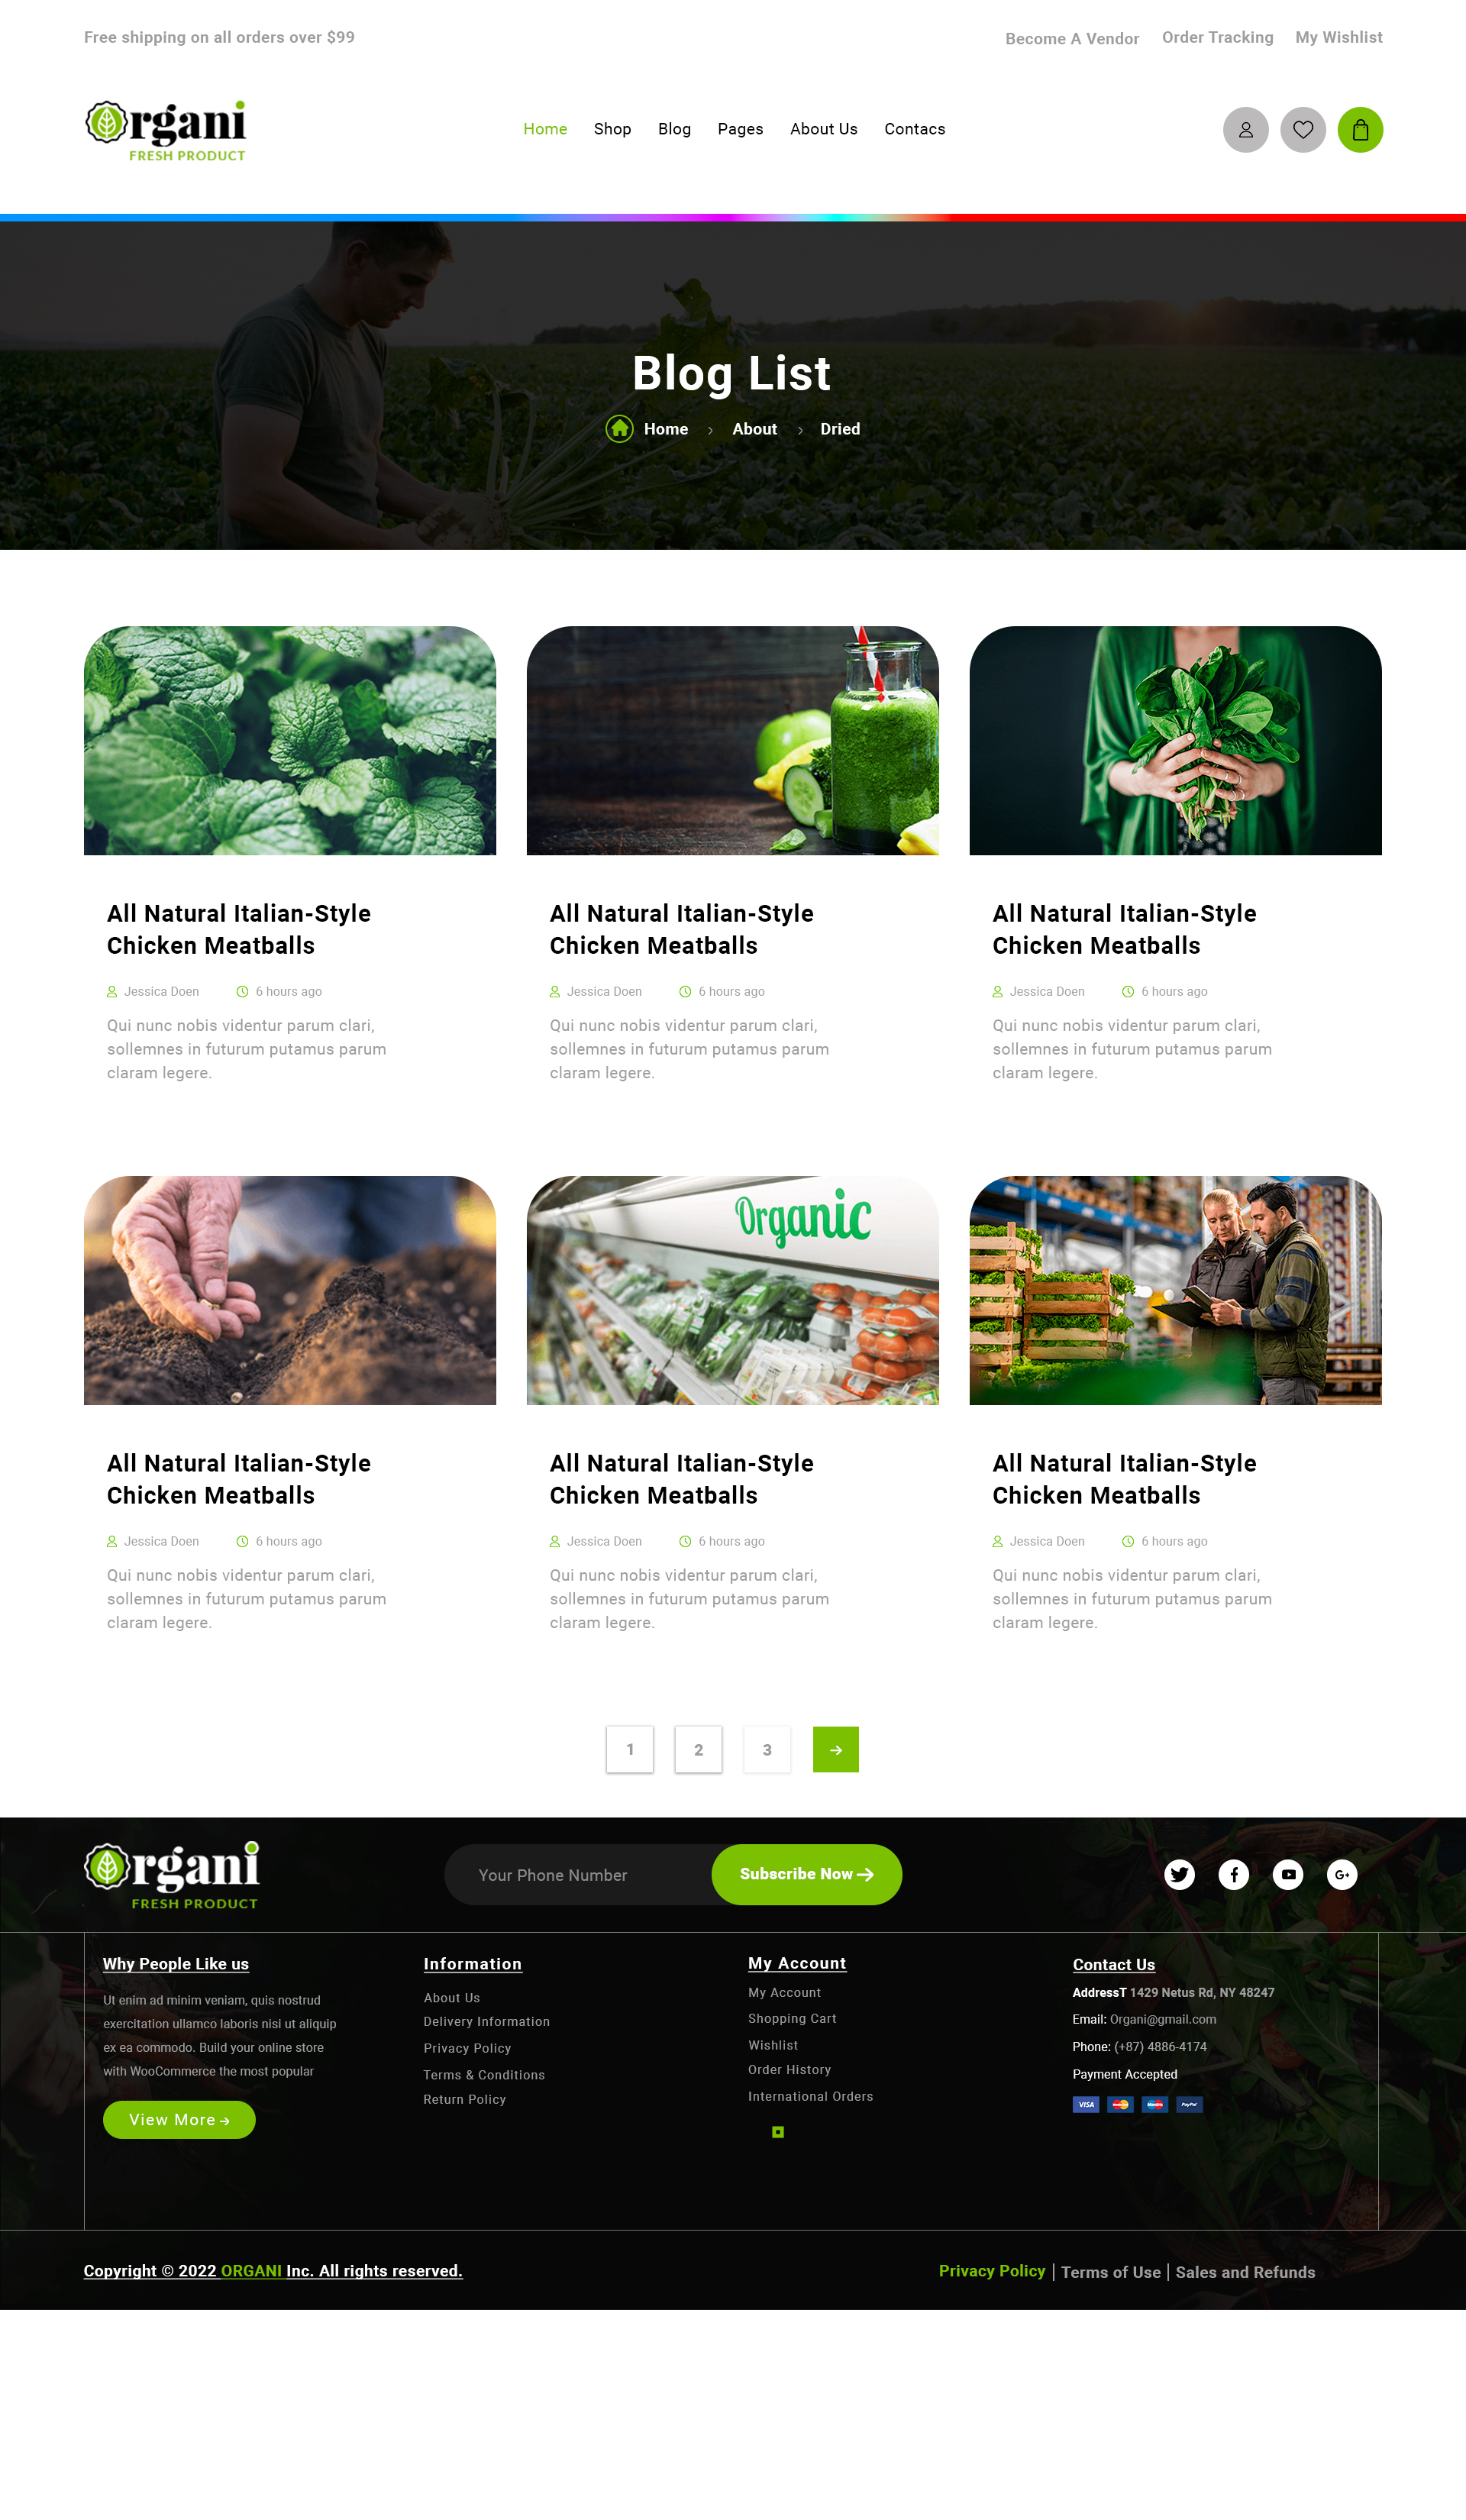 Free shipping on all orders over $99
Become A Vendor Order Tracking My Wishlist
Organi
FRESH PRODUCT
Home Shop Blog Pages About Us Contacs
Blog List
Home > About > Dried
All Natural Italian-Style
Chicken Meatballs
Jessica Doen 6 hours ago
Qui nunc nobis videntur parum clari,
sollemnes in futurum putamus parum
claram legere.
All Natural Italian-Style
Chicken Meatballs
Jessica Doen 6 hours ago
Qui nunc nobis videntur parum clari,
sollemnes in futurum putamus parum
claram legere.
All Natural Italian-Style
Chicken Meatballs
Jessica Doen 6 hours ago
Qui nunc nobis videntur parum clari,
sollemnes in futurum putamus parum
claram legere.
All Natural Italian-Style
Chicken Meatballs
Jessica Doen 6 hours ago
Qui nunc nobis videntur parum clari,
sollemnes in futurum putamus parum
claram legere.
Organic
All Natural Italian-Style
Chicken Meatballs
Jessica Doen 6 hours ago
Qui nunc nobis videntur parum clari,
sollemnes in futurum putamus parum
claram legere.
All Natural Italian-Style
Chicken Meatballs
Jessica Doen 6 hours ago
Qui nunc nobis videntur parum clari,
sollemnes in futurum putamus parum
claram legere.
1 2 3 →
Organi
FRESH PRODUCT
Your Phone Number
Subscribe Now →
Why People Like us
Ut enim ad minim veniam, quis nostrud
exercitation ullamco laboris nisi ut aliquip
ex ea commodo. Build your online store
with WooCommerce the most popular
View More →
Information
About Us
Delivery Information
Privacy Policy
Terms & Conditions
Return Policy
My Account
My Account
Shopping Cart
Wishlist
Order History
International Orders
Contact Us
AddressT 1429 Netus Rd, NY 48247
Email: Organi@gmail.com
Phone: (+87) 4886-4174
Payment Accepted
VISA MasterCard Maestro PayPal
Copyright © 2022 ORGANI Inc. All rights reserved.
Privacy Policy | Terms of Use | Sales and Refunds